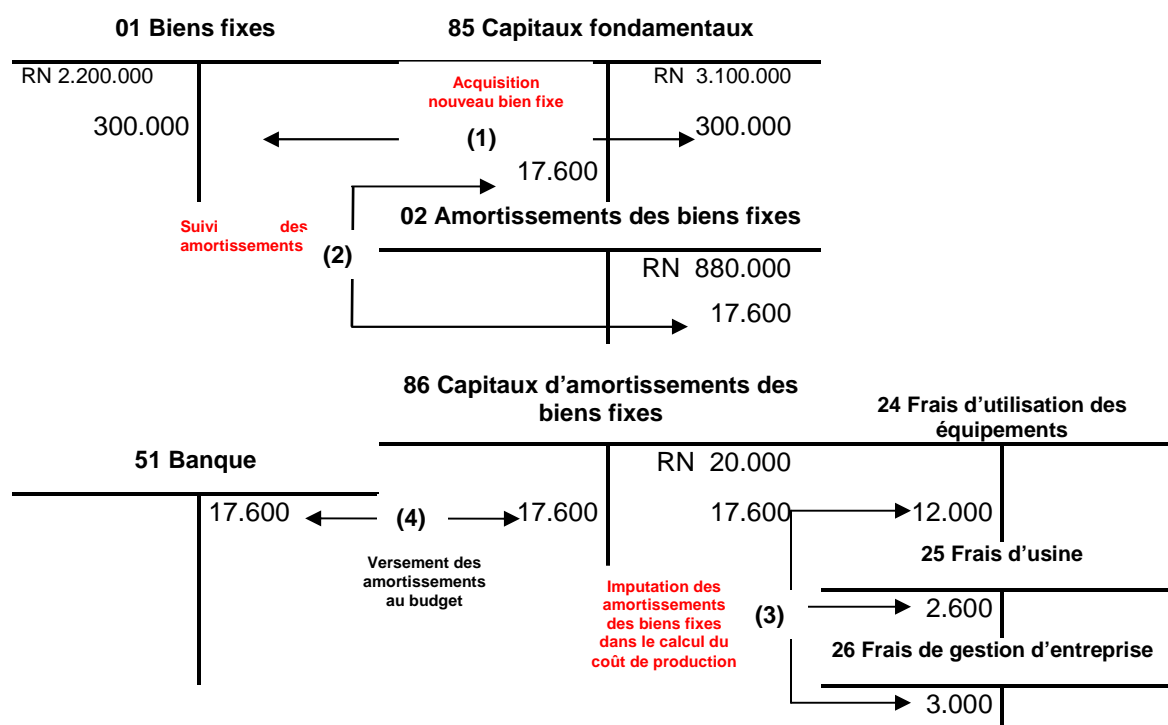 01 Biens fixes
85 Capitaux fondamentaux
RN 2.200.000
Acquisition
nouveau bien fixe
RN 3.100.000
300.000
(1)
300.000
17.600
02 Amortissements des biens fixes
Suivi des
amortissements
(2)
RN 880.000
17.600
86 Capitaux d’amortissements des
biens fixes
24 Frais d’utilisation des
équipements
51 Banque
RN 20.000
17.600
(4)
17.600
17.600
12.000
Versement des
amortissements
au budget
25 Frais d’usine
Imputation des
amortissements
des biens fixes
dans le calcul du
coût de production
(3)
2.600
26 Frais de gestion d’entreprise
3.000